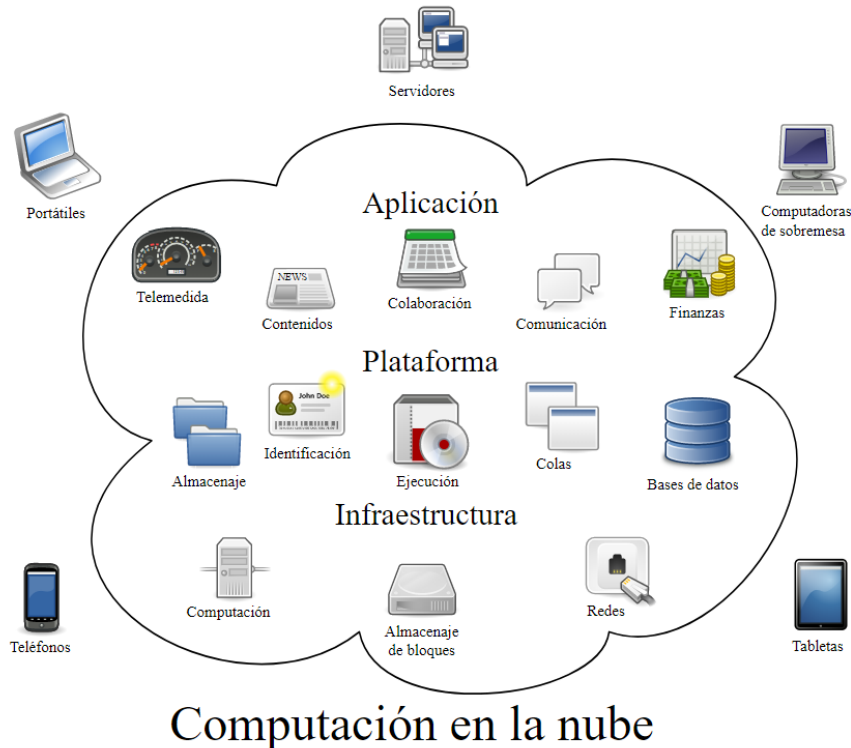 Servidores
Portátiles
Computadoras
de sobremesa
Aplicación
Telemedida
NEWS
Contenidos
Colaboración
Comunicación
Finanzas
Plataforma
John Doe
Almacenaje
Identificación
Ejecución
Colas
Bases de datos
Infraestructura
Computación
Almacenaje
de bloques
Redes
Teléfonos
Tabletas
Computación en la nube